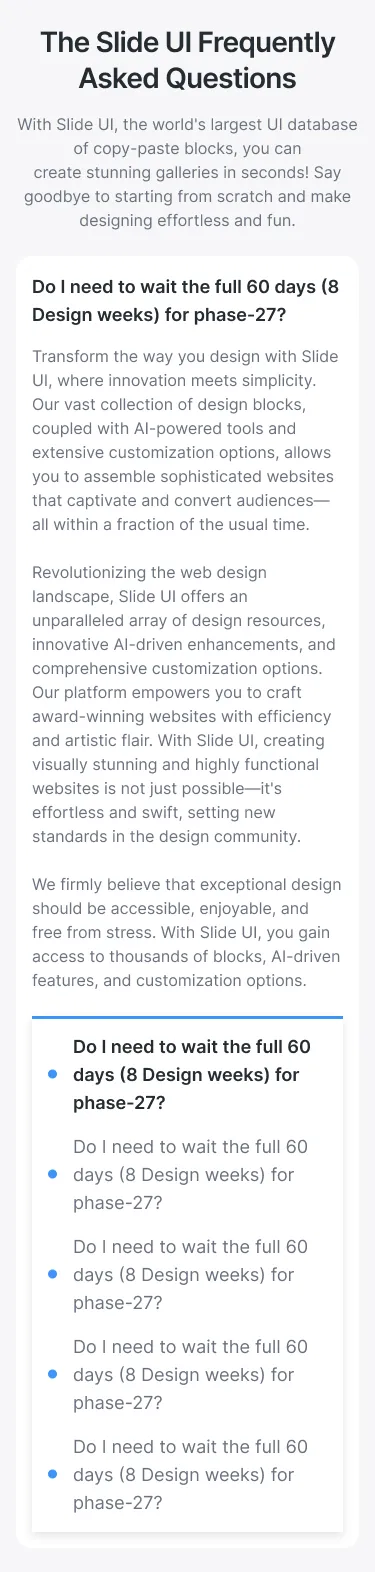 The Slide UI Frequently
Asked Questions
With Slide UI, the world's largest UI database
of copy-paste blocks, you can
create stunning galleries in seconds! Say
goodbye to starting from scratch and make
designing effortless and fun.
Do I need to wait the full 60 days (8
Design weeks) for phase-27?
Transform the way you design with Slide
UI, where innovation meets simplicity.
Our vast collection of design blocks,
coupled with AI-powered tools and
extensive customization options, allows
you to assemble sophisticated websites
that captivate and convert audiences—
all within a fraction of the usual time.
Revolutionizing the web design
landscape, Slide UI offers an
unparalleled array of design resources,
innovative AI-driven enhancements, and
comprehensive customization options.
Our platform empowers you to craft
award-winning websites with efficiency
and artistic flair. With Slide UI, creating
visually stunning and highly functional
websites is not just possible—it's
effortless and swift, setting new
standards in the design community.
We firmly believe that exceptional design
should be accessible, enjoyable, and
free from stress. With Slide UI, you gain
access to thousands of blocks, AI-driven
features, and customization options.
Do I need to wait the full 60
days (8 Design weeks) for
phase-27?
Do I need to wait the full 60
days (8 Design weeks) for
phase-27?
Do I need to wait the full 60
days (8 Design weeks) for
phase-27?
Do I need to wait the full 60
days (8 Design weeks) for
phase-27?
Do I need to wait the full 60
days (8 Design weeks) for
phase-27?